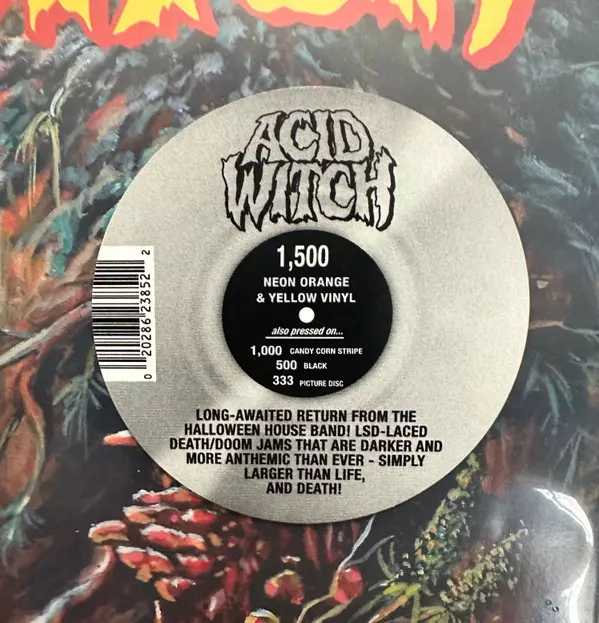 ACID
WITCH
1,500
NEON ORANGE
& YELLOW VINYL
also pressed on...
1,000 CANDY CORN STRIPE
500 BLACK
333 PICTURE DISC
0 20286 23852 2
LONG-AWAITED RETURN FROM THE
HALLOWEEN HOUSE BAND! LSD-LACED
DEATH/DOOM JAMS THAT ARE DARKER AND
MORE ANTHEMIC THAN EVER - SIMPLY
LARGER THAN LIFE,
AND DEATH!